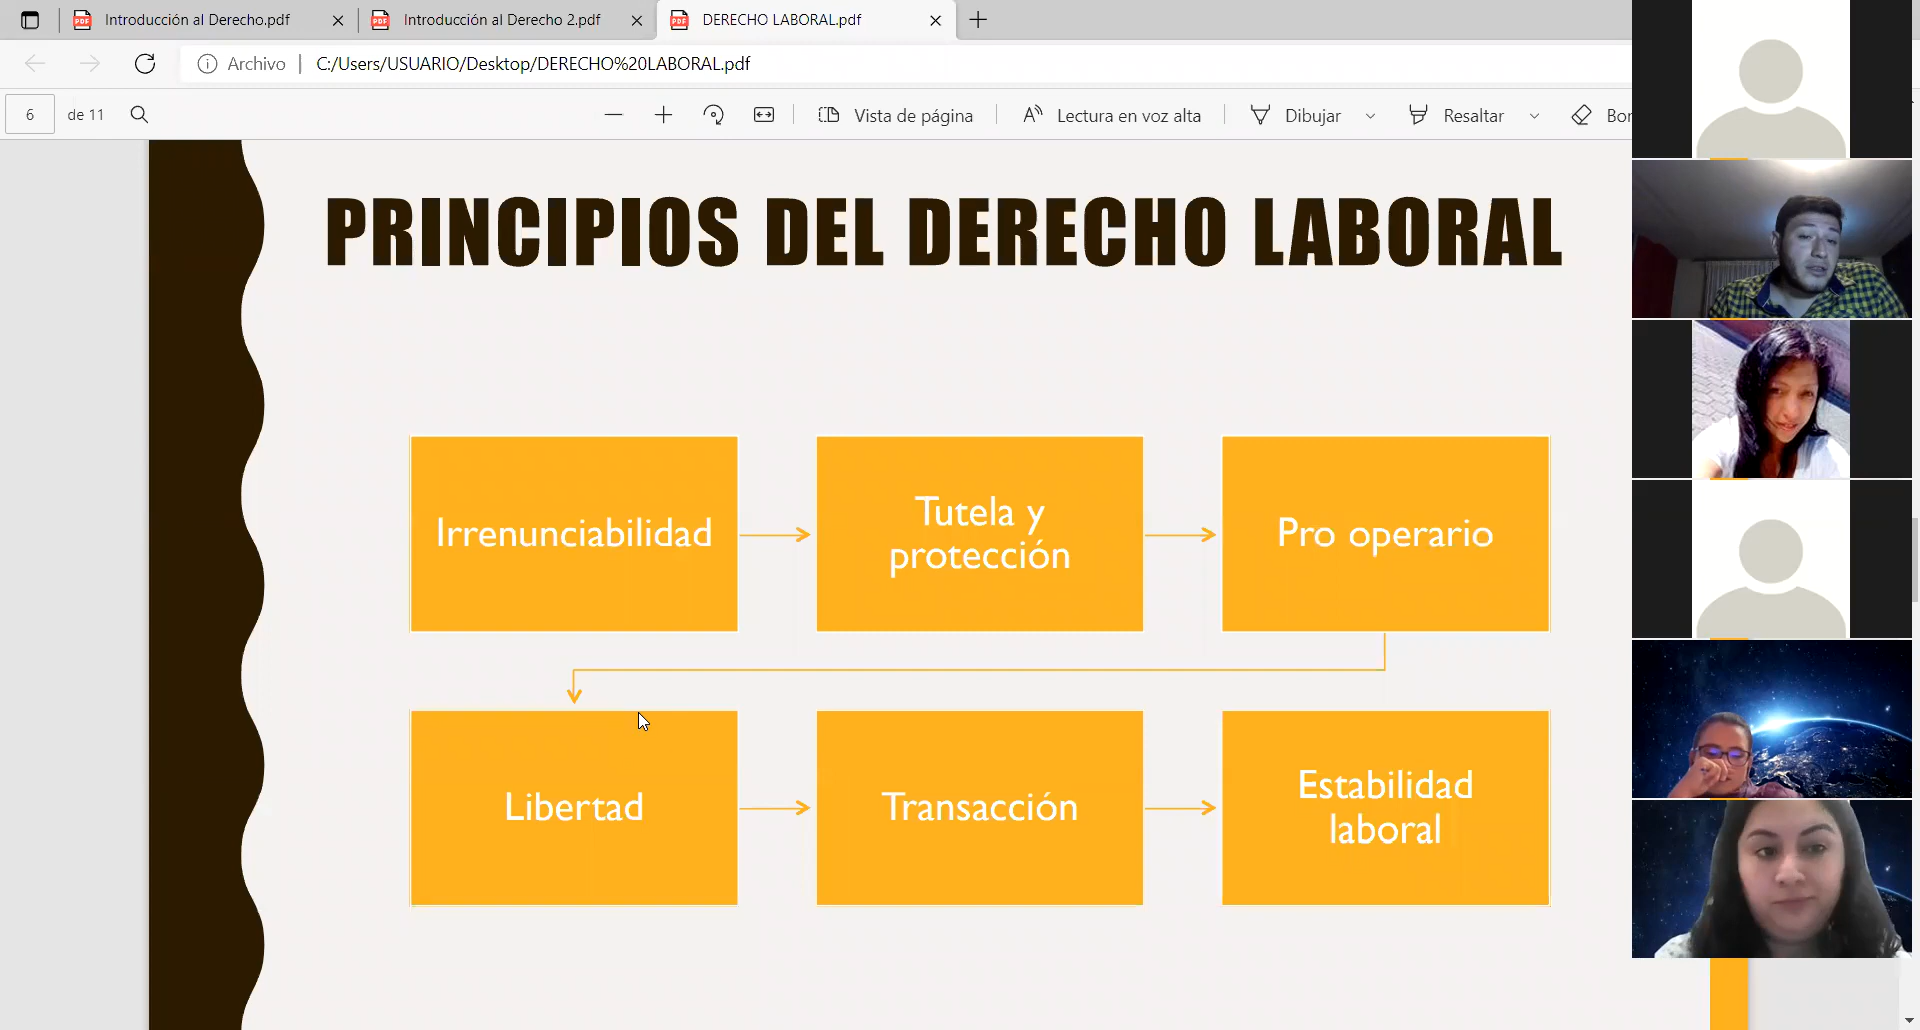 Introducción al Derecho.pdf
Introducción al Derecho 2.pdf
DERECHO LABORAL.pdf
Archivo
C:/Users/USUARIO/Desktop/DERECHO%20LABORAL.pdf
6
de 11
Vista de página
Lectura en voz alta
Dibujar
Resaltar
Bor
PRINCIPIOS DEL DERECHO LABORAL
Irrenunciabilidad
Tutela y
protección
Pro operario
Libertad
Transacción
Estabilidad
laboral